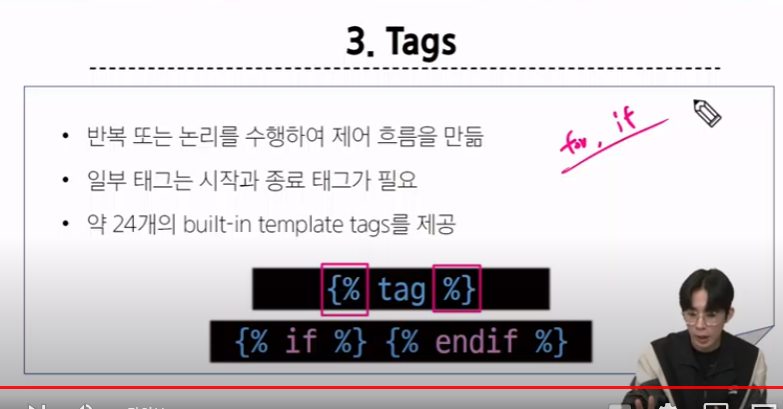 3. Tags
for, if
• 반복 또는 논리를 수행하여 제어 흐름을 만듦
• 일부 태그는 시작과 종료 태그가 필요
• 약 24개의 built-in template tags를 제공
{% tag %}
{% if %} {% endif %}